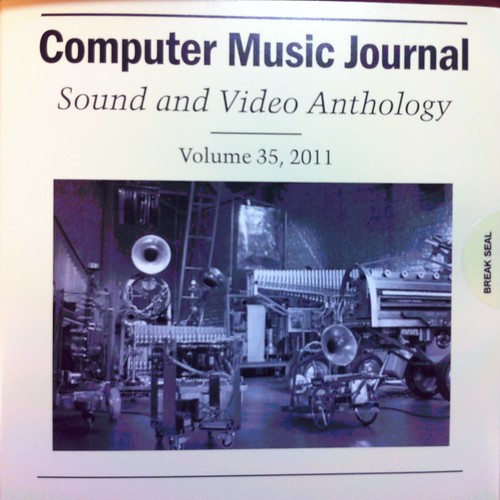 Computer Music Journal
Sound and Video Anthology
Volume 35, 2011
BREAK SEAL